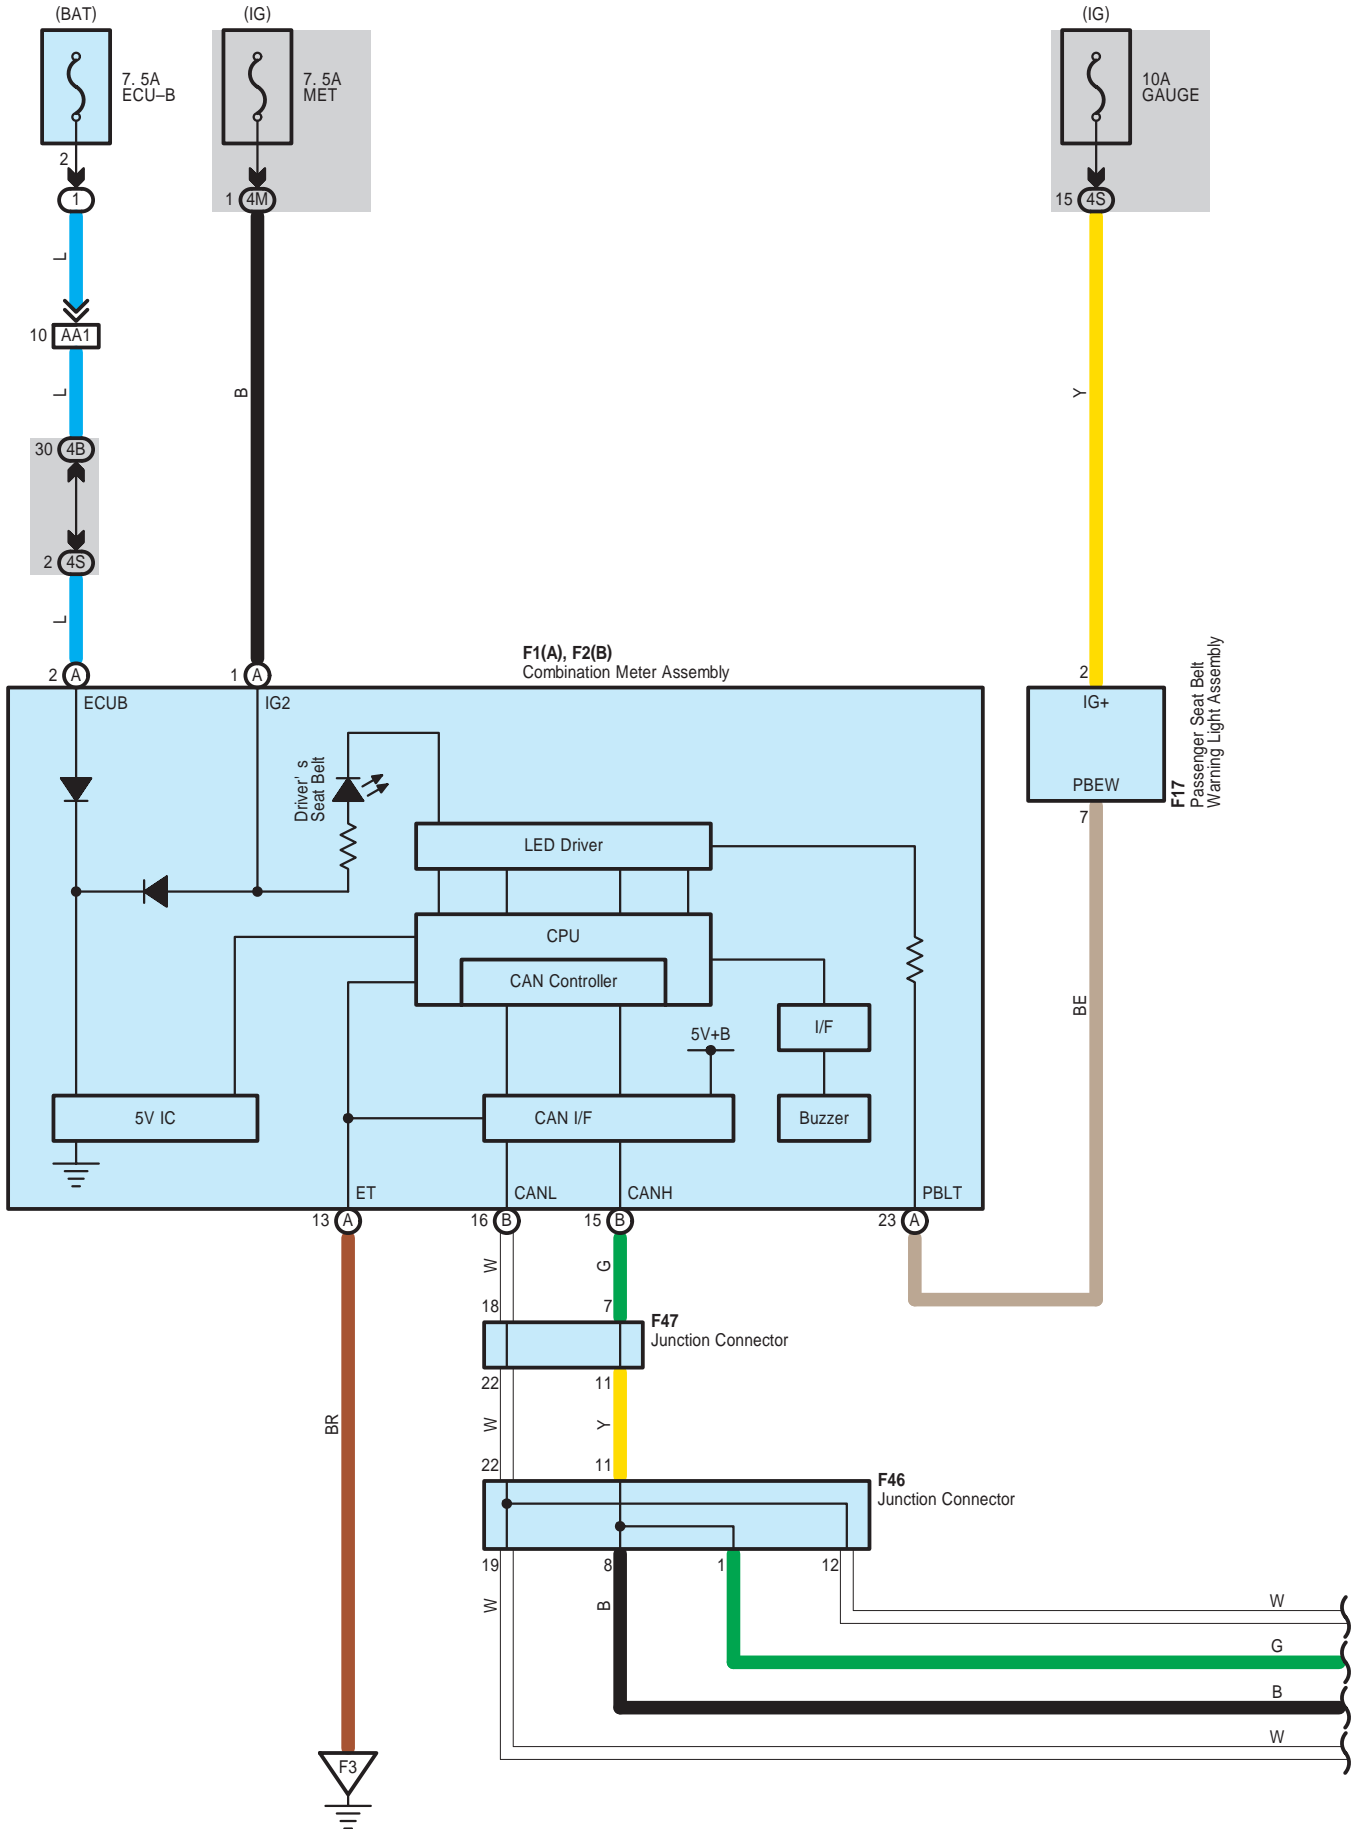 (BAT)
(IG)
(IG)
7. 5A
ECU–B
7. 5A
MET
10A
GAUGE
2
1
1
4M
15
4S
L
10
AA1
L
B
Y
30
4B
2
4S
L
F1(A), F2(B)
Combination Meter Assembly
2
A
1
A
2
ECUB
IG2
IG+
PBEW
7
F17
Passenger Seat Belt
Warning Light Assembly
Driver' s
Seat Belt
LED Driver
CPU
CAN Controller
I/F
5V+B
BE
5V IC
CAN I/F
Buzzer
ET
CANL
CANH
PBLT
13
A
16
B
15
B
23
A
W
G
18
7
F47
Junction Connector
22
11
BR
W
Y
22
11
F46
Junction Connector
19
8
1
12
W
B
W
G
B
W
F3